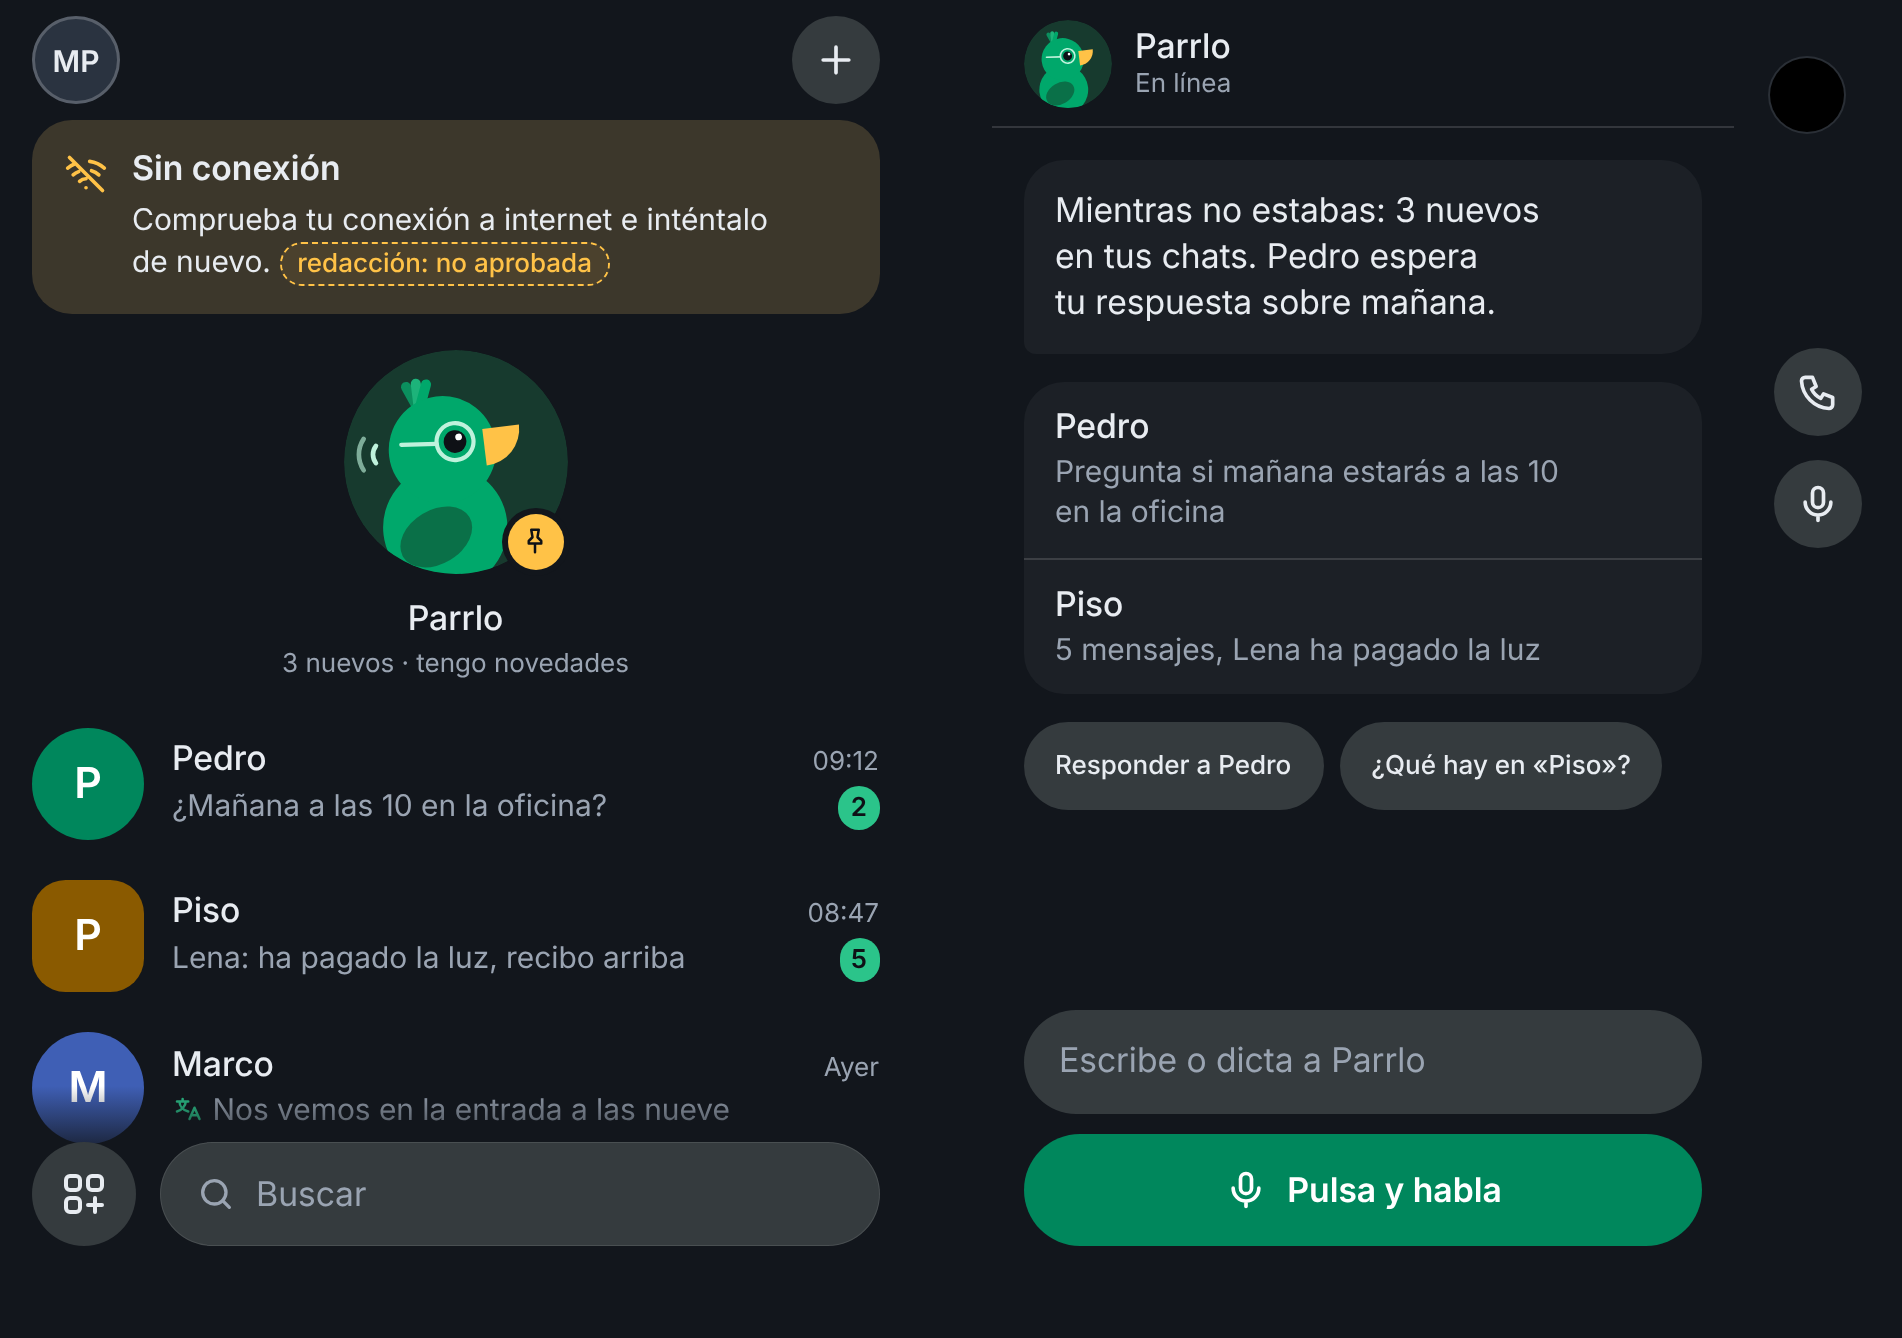 MP
Sin conexión
Comprueba tu conexión a internet e inténtalo
de nuevo. redacción: no aprobada
Parrlo
3 nuevos · tengo novedades
P
Pedro
09:12
¿Mañana a las 10 en la oficina?
2
P
Piso
08:47
Lena: ha pagado la luz, recibo arriba
5
M
Marco
Ayer
Nos vemos en la entrada a las nueve
Buscar
Parrlo
En línea
Mientras no estabas: 3 nuevos
en tus chats. Pedro espera
tu respuesta sobre mañana.
Pedro
Pregunta si mañana estarás a las 10
en la oficina
Piso
5 mensajes, Lena ha pagado la luz
Responder a Pedro
¿Qué hay en «Piso»?
Escribe o dicta a Parrlo
Pulsa y habla